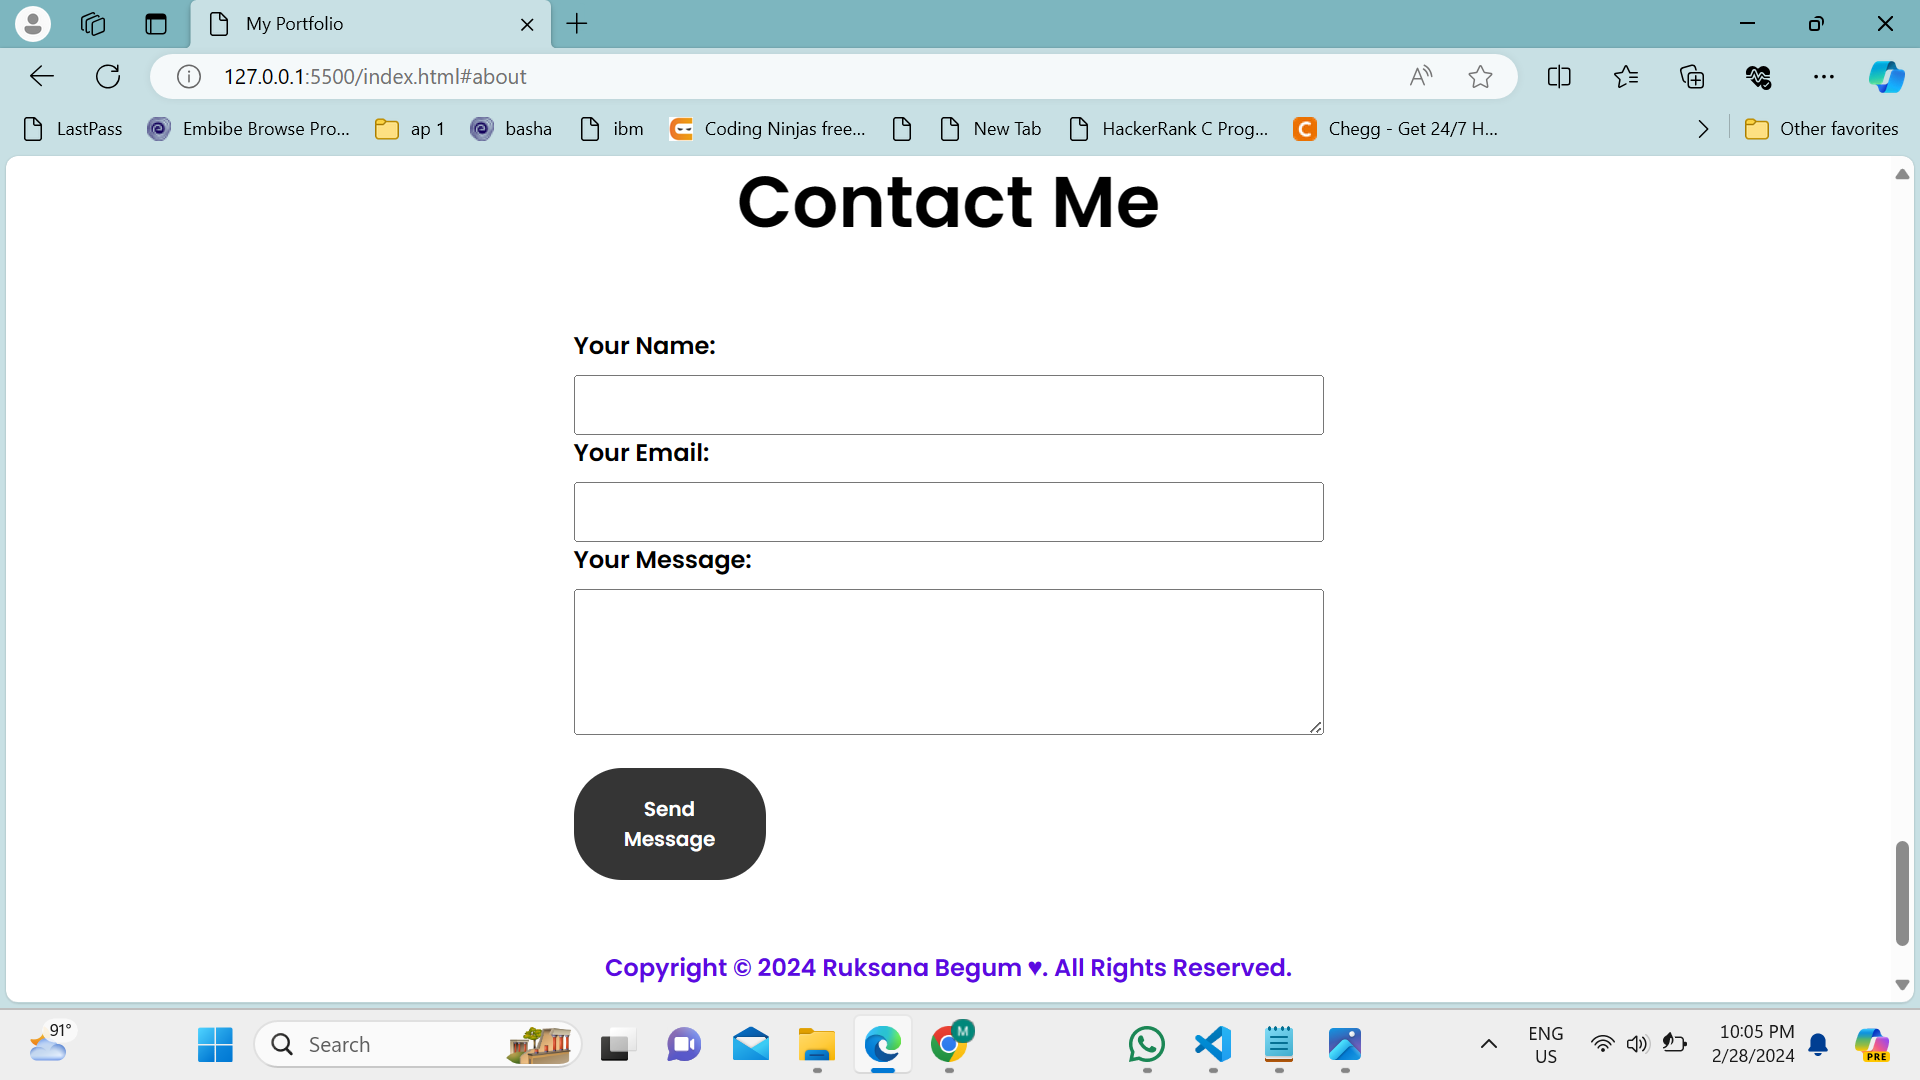 My Portfolio
127.0.0.1:5500/index.html#about
LastPass
Embibe Browse Pro...
ap 1
basha
ibm
Coding Ninjas free...
New Tab
HackerRank C Prog...
Chegg - Get 24/7 H...
Other favorites
Contact Me
Your Name:
Your Email:
Your Message:
Send
Message
Copyright © 2024 Ruksana Begum ♥. All Rights Reserved.
91°
Search
M
ENG
US
10:05 PM
2/28/2024
PRE